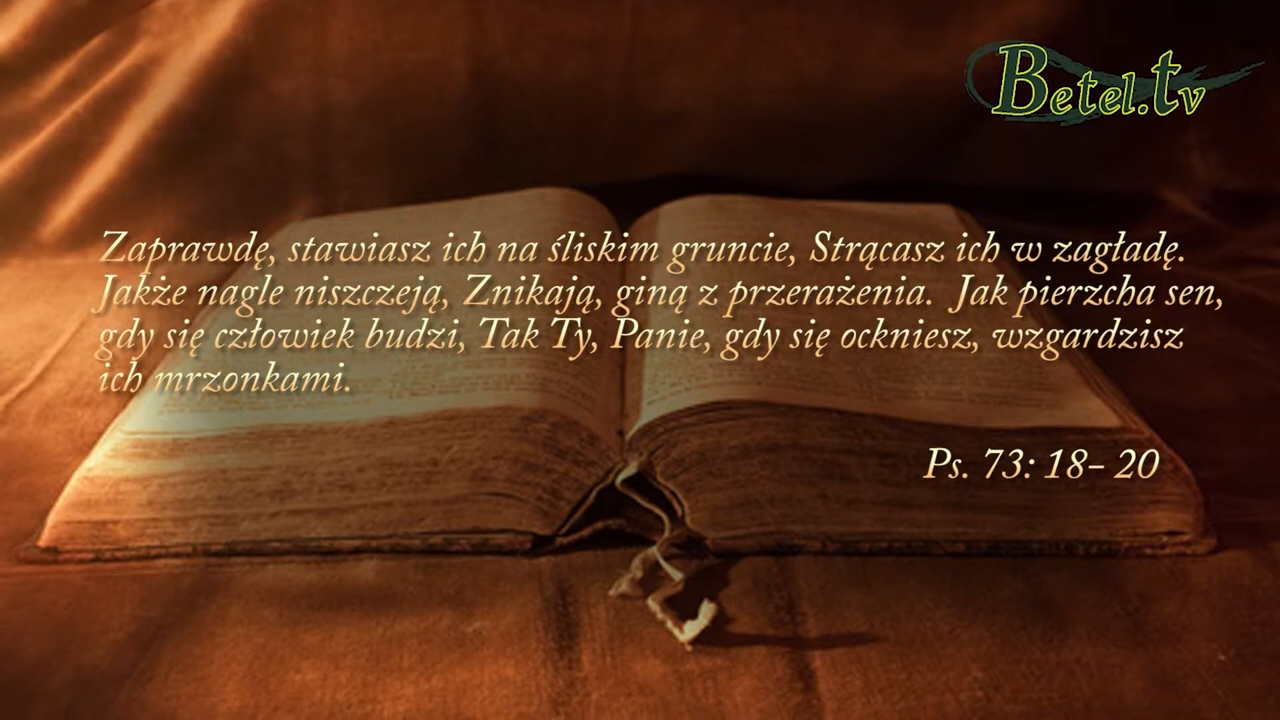 Betel.tv
Zaprawdę, stawiasz ich na śliskim gruncie, Strącasz ich w zagładę.
Jakże nagle niszczeją, Znikają, giną z przerażenia. Jak pierzcha sen,
gdy się człowiek budzi, Tak Ty, Panie, gdy się ockniesz, wzgardzisz
ich mrzonkami.
Ps. 73: 18– 20